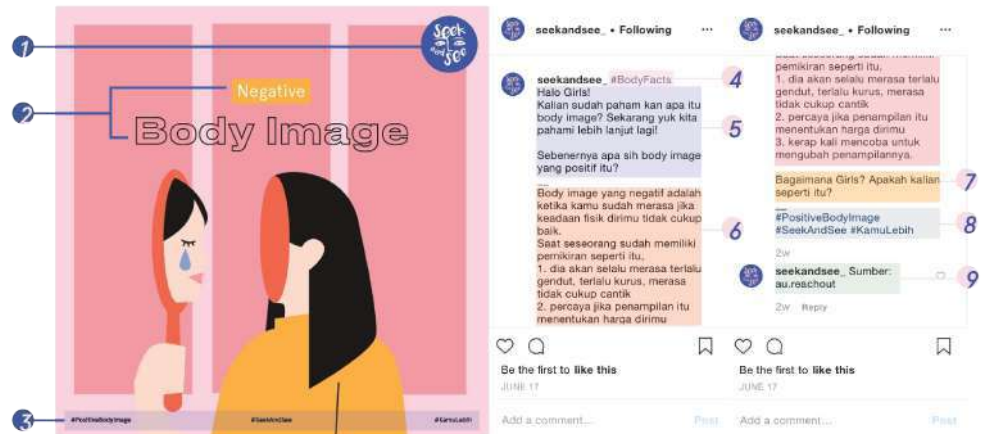 1
Seek
and
See
2
Negative
Body Image
3
#PositiveBodyImage #SeekAndSee #KamuLebih
seekandsee_ • Following ...
seekandsee_ #BodyFacts
4
Halo Girls!
Kalian sudah paham kan apa itu
body image? Sekarang yuk kita
pahami lebih lanjut lagi!
5
Sebenernya apa sih body image
yang positif itu?
Body image yang negatif adalah
ketika kamu sudah merasa jika
keadaan fisik dirimu tidak cukup
baik.
6
Saat seseorang sudah memiliki
pemikiran seperti itu,
1. dia akan selalu merasa terlalu
gendut, terlalu kurus, merasa
tidak cukup cantik
2. percaya jika penampilan itu
menentukan harga dirimu
Be the first to like this
JUNE 17
Add a comment... Post
seekandsee_ • Following ...
Saat seseorang sudah memiliki
pemikiran seperti itu,
1. dia akan selalu merasa terlalu
gendut, terlalu kurus, merasa
tidak cukup cantik
2. percaya jika penampilan itu
menentukan harga dirimu
3. kerap kali mencoba untuk
mengubah penampilannya.
Bagaimana Girls? Apakah kalian
seperti itu?
7
#PositiveBodyImage
#SeekAndSee #KamuLebih
8
2w
seekandsee_ Sumber:
au.reachout
9
2w Reply
Be the first to like this
JUNE 17
Add a comment... Post